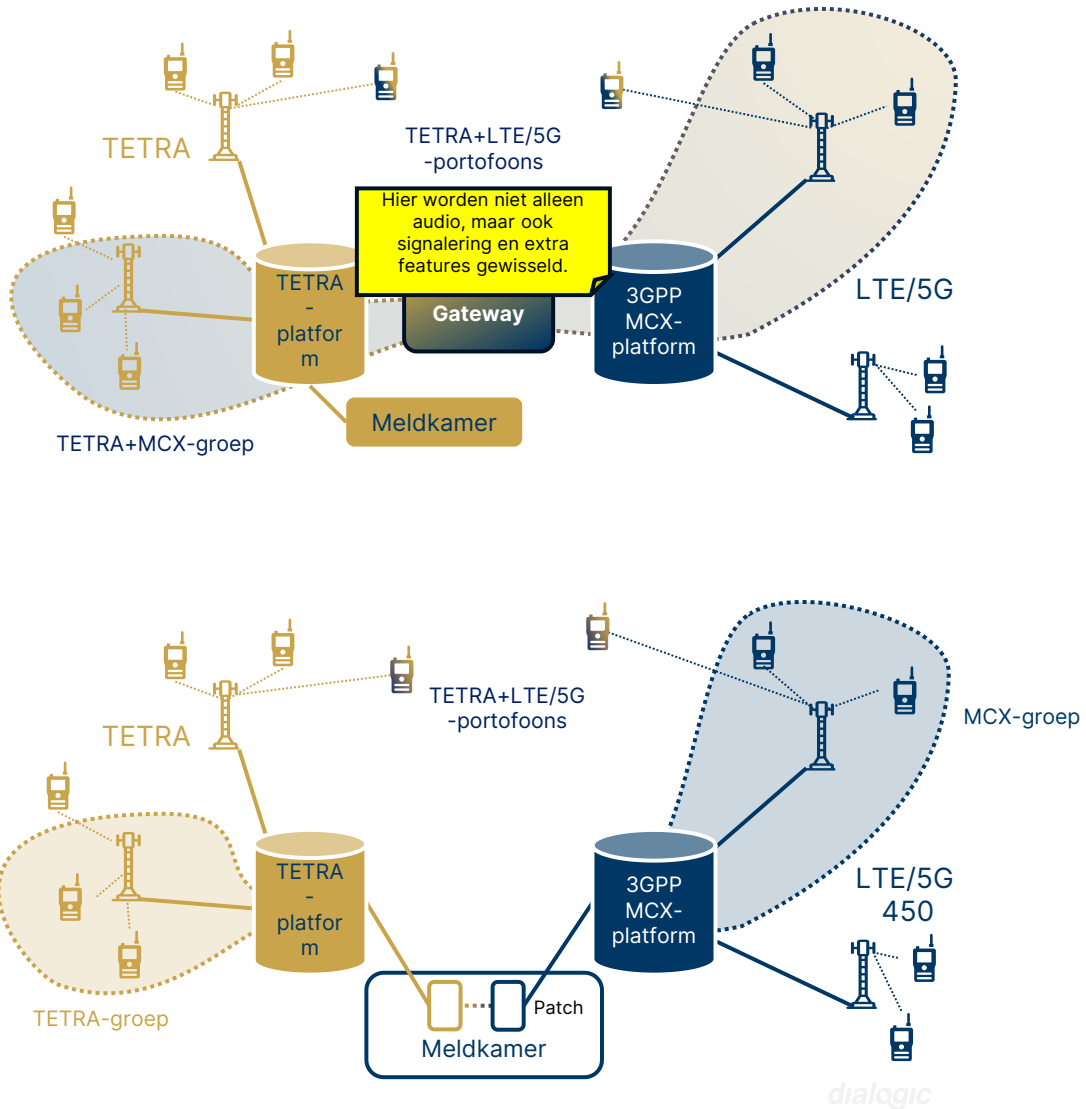 TETRA
TETRA+LTE/5G
-portofoons
Hier worden niet alleen
audio, maar ook
signalering en extra
features gewisseld.
TETRA
-
platfor
m
Gateway
3GPP
MCX-
platform
LTE/5G
Meldkamer
TETRA+MCX-groep
TETRA+LTE/5G
-portofoons
MCX-groep
TETRA
TETRA
-
platfor
m
3GPP
MCX-
platform
LTE/5G
450
TETRA-groep
Patch
Meldkamer
dialogic